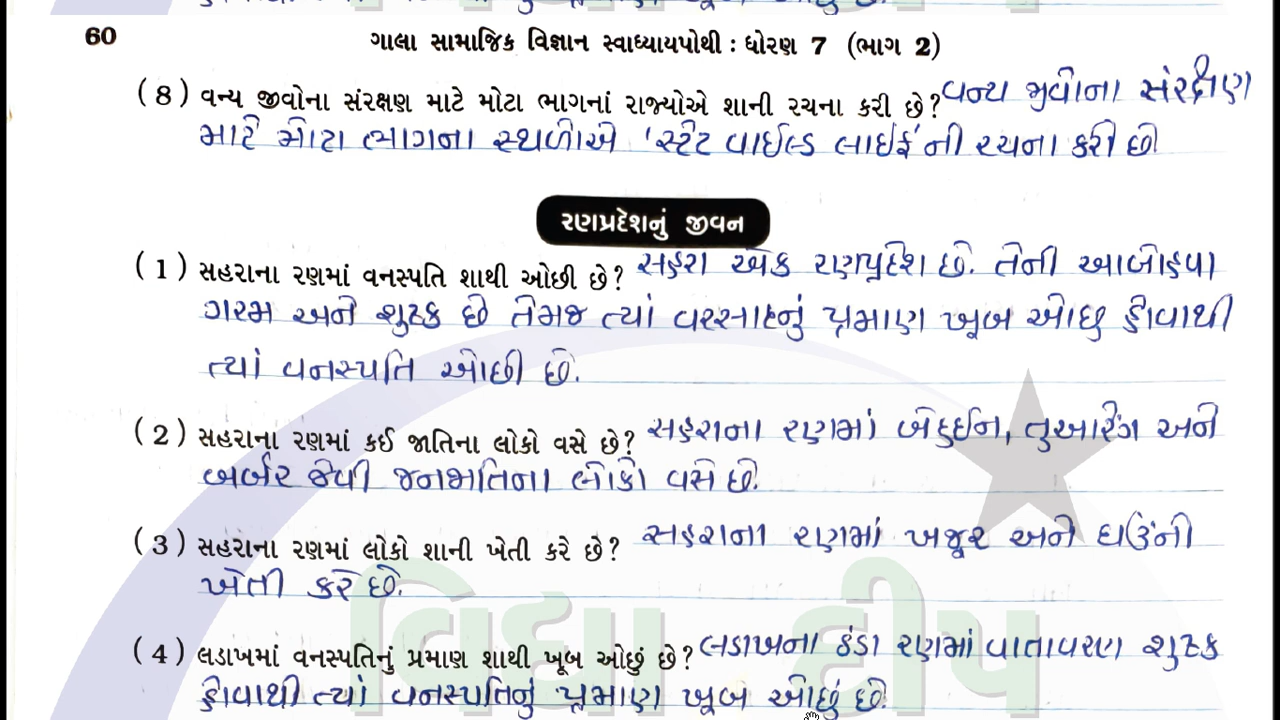 60
ગાલા સામાજિક વિજ્ઞાન સ્વાધ્યાયપોથી : ધોરણ 7 (ભાગ 2)
(8) વન્ય જીવોના સંરક્ષણ માટે મોટા ભાગનાં રાજ્યોએ શાની રચના કરી છે? વન્ય જીવોના સંરક્ષણ
માટે મોટા ભાગના સ્થળોએ 'સ્ટેટ વાઈલ્ડ લાઈફ'ની રચના કરી છે
રણપ્રદેશનું જીવન
(1) સહરાના રણમાં વનસ્પતિ શાથી ઓછી છે? સહરા એક રણપ્રદેશ છે. તેની આબોહવા
ગરમ અને શુષ્ક છે તેમજ ત્યાં વરસાદનું પ્રમાણ ખૂબ ઓછુ હોવાથી
ત્યાં વનસ્પતિ ઓછી છે.
(2) સહરાના રણમાં કઈ જાતિના લોકો વસે છે? સહરાના રણમાં બેદુઈન, તુઆરેંગ અને
બર્બર જેવી જનજાતિના લોકો વસે છે.
(3) સહરાના રણમાં લોકો શાની ખેતી કરે છે? સહરાના રણમાં ખજૂર અને ઘઉંની
ખેતી કરે છે.
(4) લડાખમાં વનસ્પતિનું પ્રમાણ શાથી ખૂબ ઓછું છે? લડાખના ઠંડા રણમાં વાતાવરણ શુષ્ક
હોવાથી ત્યાં વનસ્પતિનું પ્રમાણ ખૂબ ઓછું છે.
વિદ્યા દીપ